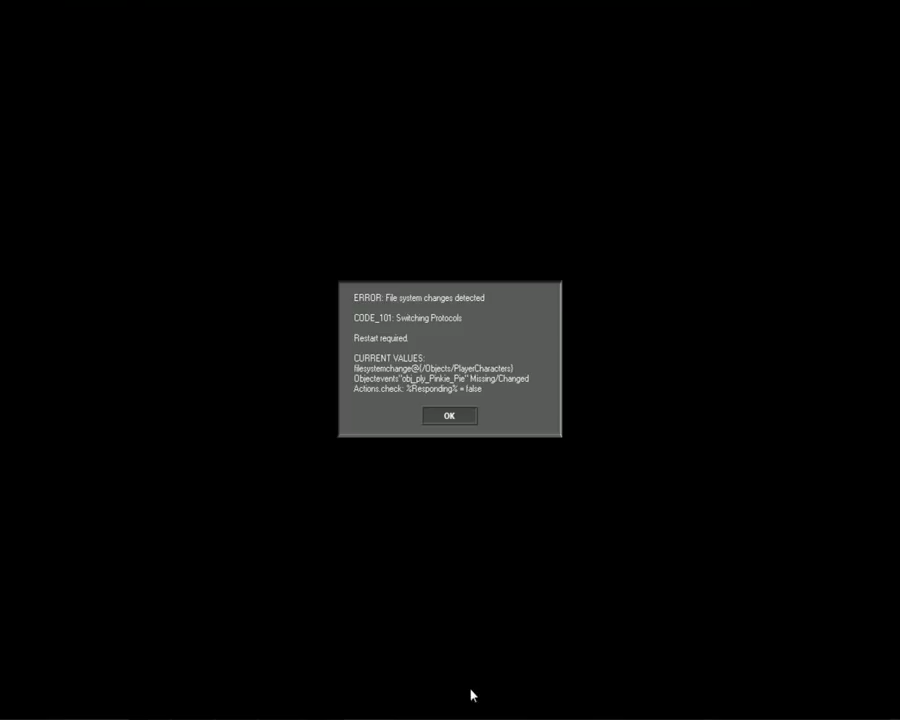 ERROR: File system changes detected
CODE_101: Switching Protocols
Restart required.
CURRENT VALUES:
filesystemchange@(/Objects/PlayerCharacters)
Objectevents"obj_ply_Pinkie_Pie" Missing/Changed
Actions.check: %Responding% = false
OK